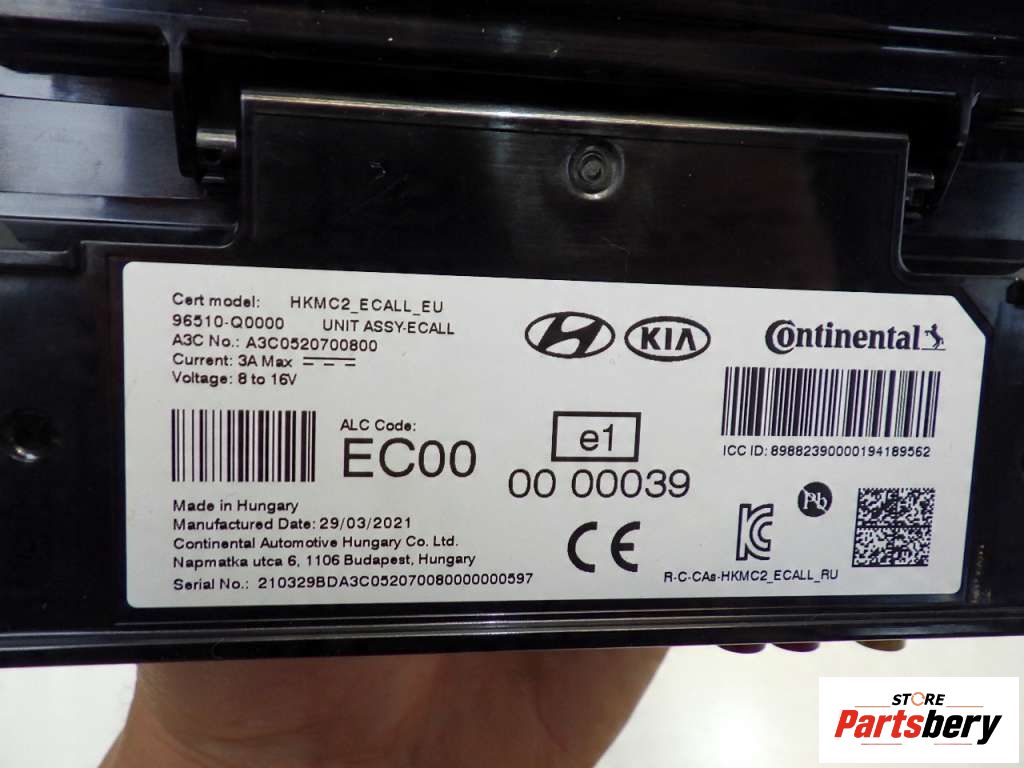 Cert model: HKMC2_ECALL_EU
96510-Q0000 UNIT ASSY-ECALL
A3C No.: A3C0520700800
Current: 3A Max
Voltage: 8 to 16V
KIA
Continental
ICC ID: 89882390000194189562
ALC Code:
EC00
e1
00 00039
Made in Hungary
Manufactured Date: 29/03/2021
Continental Automotive Hungary Co. Ltd.
Napmatka utca 6, 1106 Budapest, Hungary
Serial No.: 210329BDA3C0520700800000000597
CE
Pb
R-C-CAs-HKMC2_ECALL_RU
STORE
Partsbery